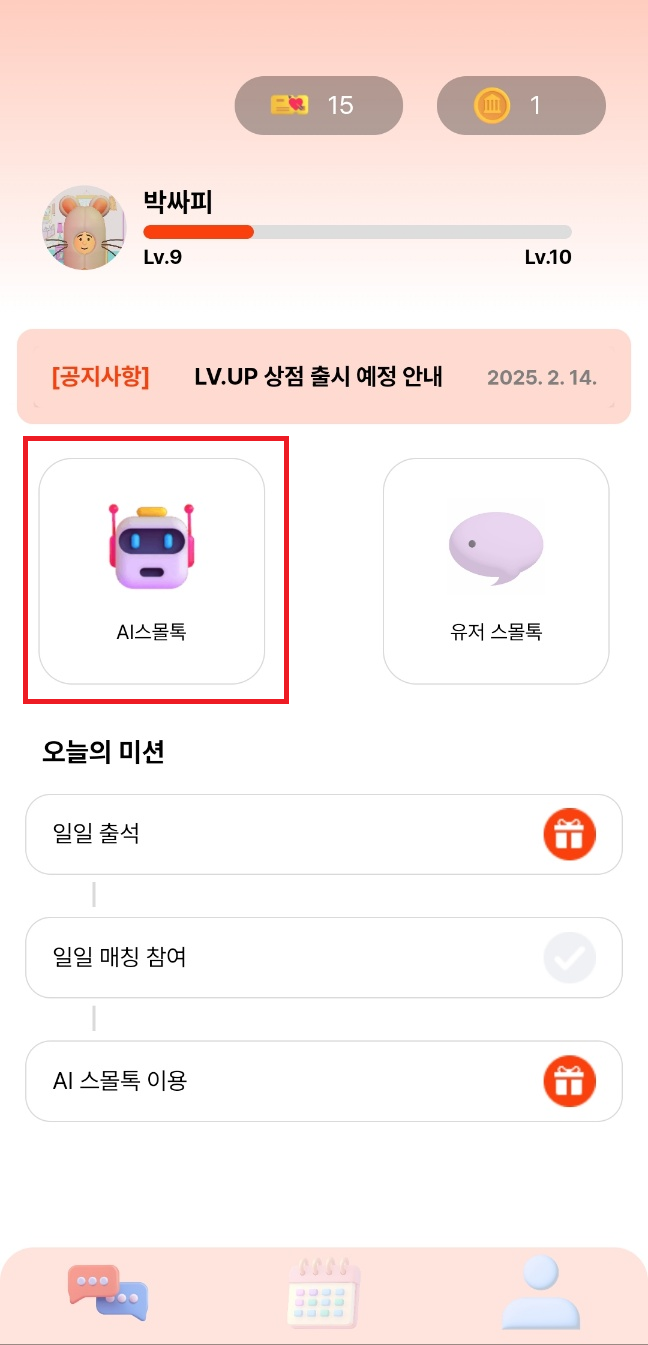 15
1
박싸피
Lv.9
Lv.10
[공지사항] LV.UP 상점 출시 예정 안내 2025. 2. 14.
AI스몰톡
유저 스몰톡
오늘의 미션
일일 출석
일일 매칭 참여
AI 스몰톡 이용